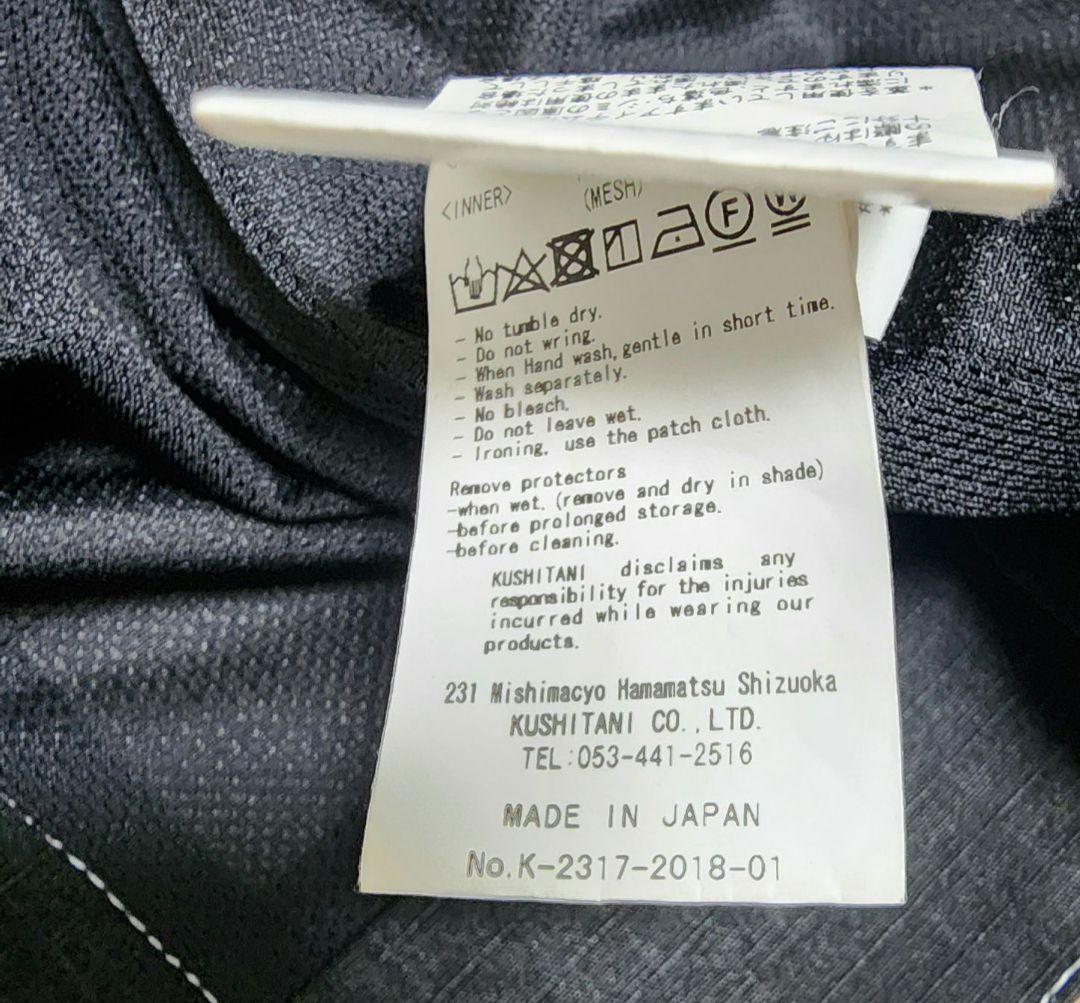 <INNER> (MESH)
F W
- No tumble dry.
- Do not wring.
- When Hand wash, gentle in short time.
- Wash separately.
- No bleach.
- Do not leave wet.
- Ironing, use the patch cloth.
Remove protectors
-when wet. (remove and dry in shade)
-before prolonged storage.
-before cleaning.
KUSHITANI disclaims any
responsibility for the injuries
incurred while wearing our
products.
231 Mishimacyo Hamamatsu Shizuoka
KUSHITANI CO.,LTD.
TEL:053-441-2516
MADE IN JAPAN
No.K-2317-2018-01